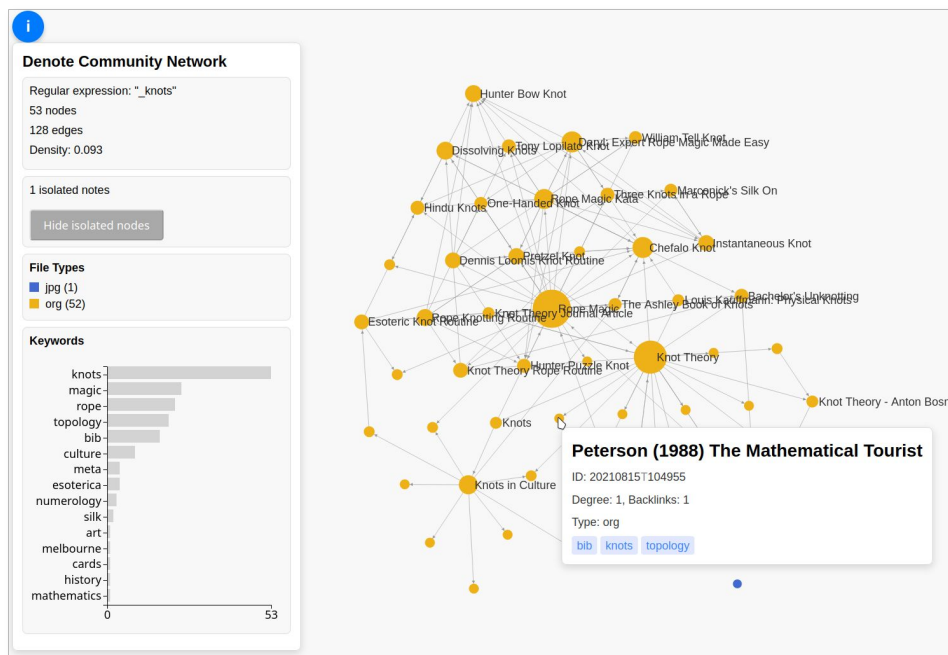 i
Denote Community Network
Regular expression: "_knots"
53 nodes
128 edges
Density: 0.093
1 isolated notes
Hide isolated nodes
File Types
jpg (1)
org (52)
Keywords
knots
magic
rope
topology
bib
culture
meta
esoterica
numerology
silk
art
melbourne
cards
history
mathematics
0
53
Hunter Bow Knot
William Tell Knot
Daryl: Expert Rope Magic Made Easy
Tony Lopilato Knot
Dissolving Knots
Marconick's Silk On
Three Knots in a Rope
Rope Magic Kata
One-Handed Knot
Hindu Knots
Instantaneous Knot
Chefalo Knot
Pretzel Knot
Dennis Loomis Knot Routine
Bachelor's Unknotting
Louis Kauffmann: Physical Knots
The Ashley Book of Knots
Rope Magic
Knot Theory Journal Article
Rope Knotting Routine
Esoteric Knot Routine
Knot Theory
Hunter Puzzle Knot
Knot Theory Rope Routine
Knot Theory - Anton Bosr
Knots
Knots in Culture
Peterson (1988) The Mathematical Tourist
ID: 20210815T104955
Degree: 1, Backlinks: 1
Type: org
bib knots topology